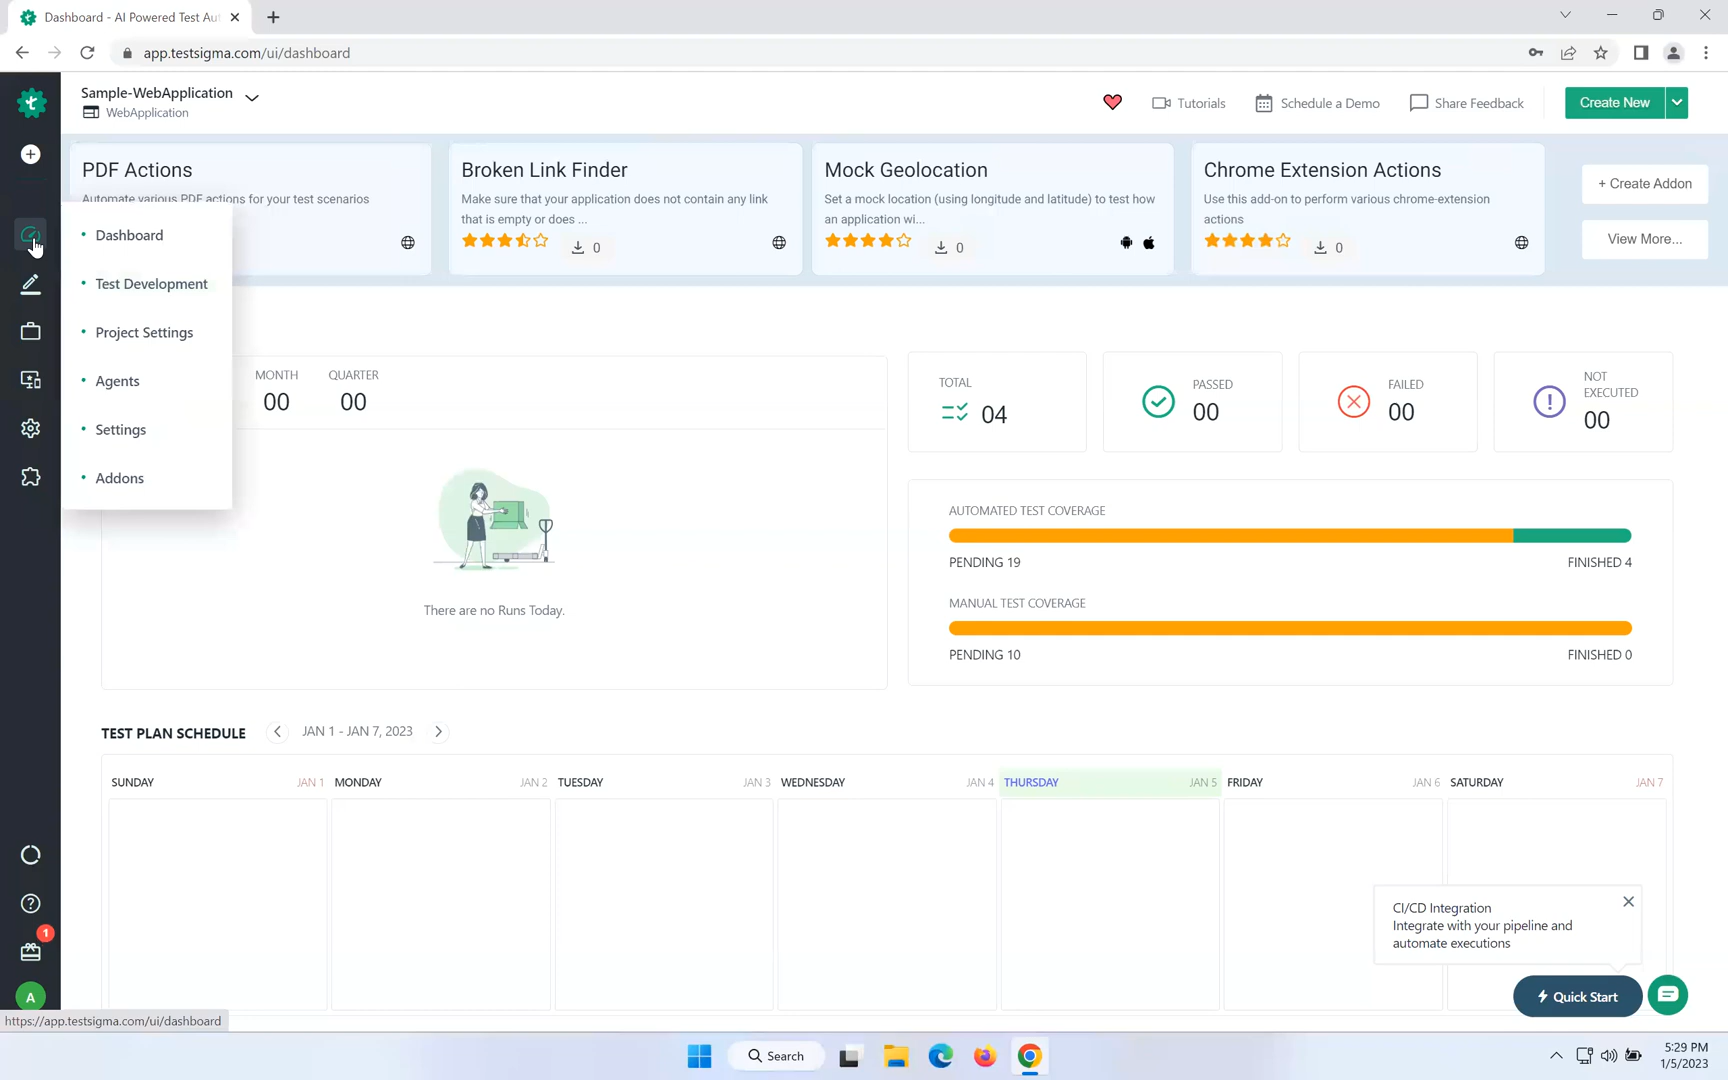 Dashboard - AI Powered Test Au
app.testsigma.com/ui/dashboard
Sample-WebApplication
WebApplication
Tutorials
Schedule a Demo
Share Feedback
Create New
PDF Actions
Automate various PDF actions for your test scenarios
Broken Link Finder
Make sure that your application does not contain any link
that is empty or does ...
0
Mock Geolocation
Set a mock location (using longitude and latitude) to test how
an application wi...
0
Chrome Extension Actions
Use this add-on to perform various chrome-extension
actions
0
+ Create Addon
View More...
Dashboard
Test Development
Project Settings
Agents
Settings
Addons
MONTH
00
QUARTER
00
There are no Runs Today.
TOTAL
04
PASSED
00
FAILED
00
NOT
EXECUTED
00
AUTOMATED TEST COVERAGE
PENDING 19
FINISHED 4
MANUAL TEST COVERAGE
PENDING 10
FINISHED 0
TEST PLAN SCHEDULE
JAN 1 - JAN 7, 2023
SUNDAY JAN 1
MONDAY JAN 2
TUESDAY JAN 3
WEDNESDAY JAN 4
THURSDAY JAN 5
FRIDAY JAN 6
SATURDAY JAN 7
CI/CD Integration
Integrate with your pipeline and
automate executions
Quick Start
1
A
https://app.testsigma.com/ui/dashboard
Search
5:29 PM
1/5/2023